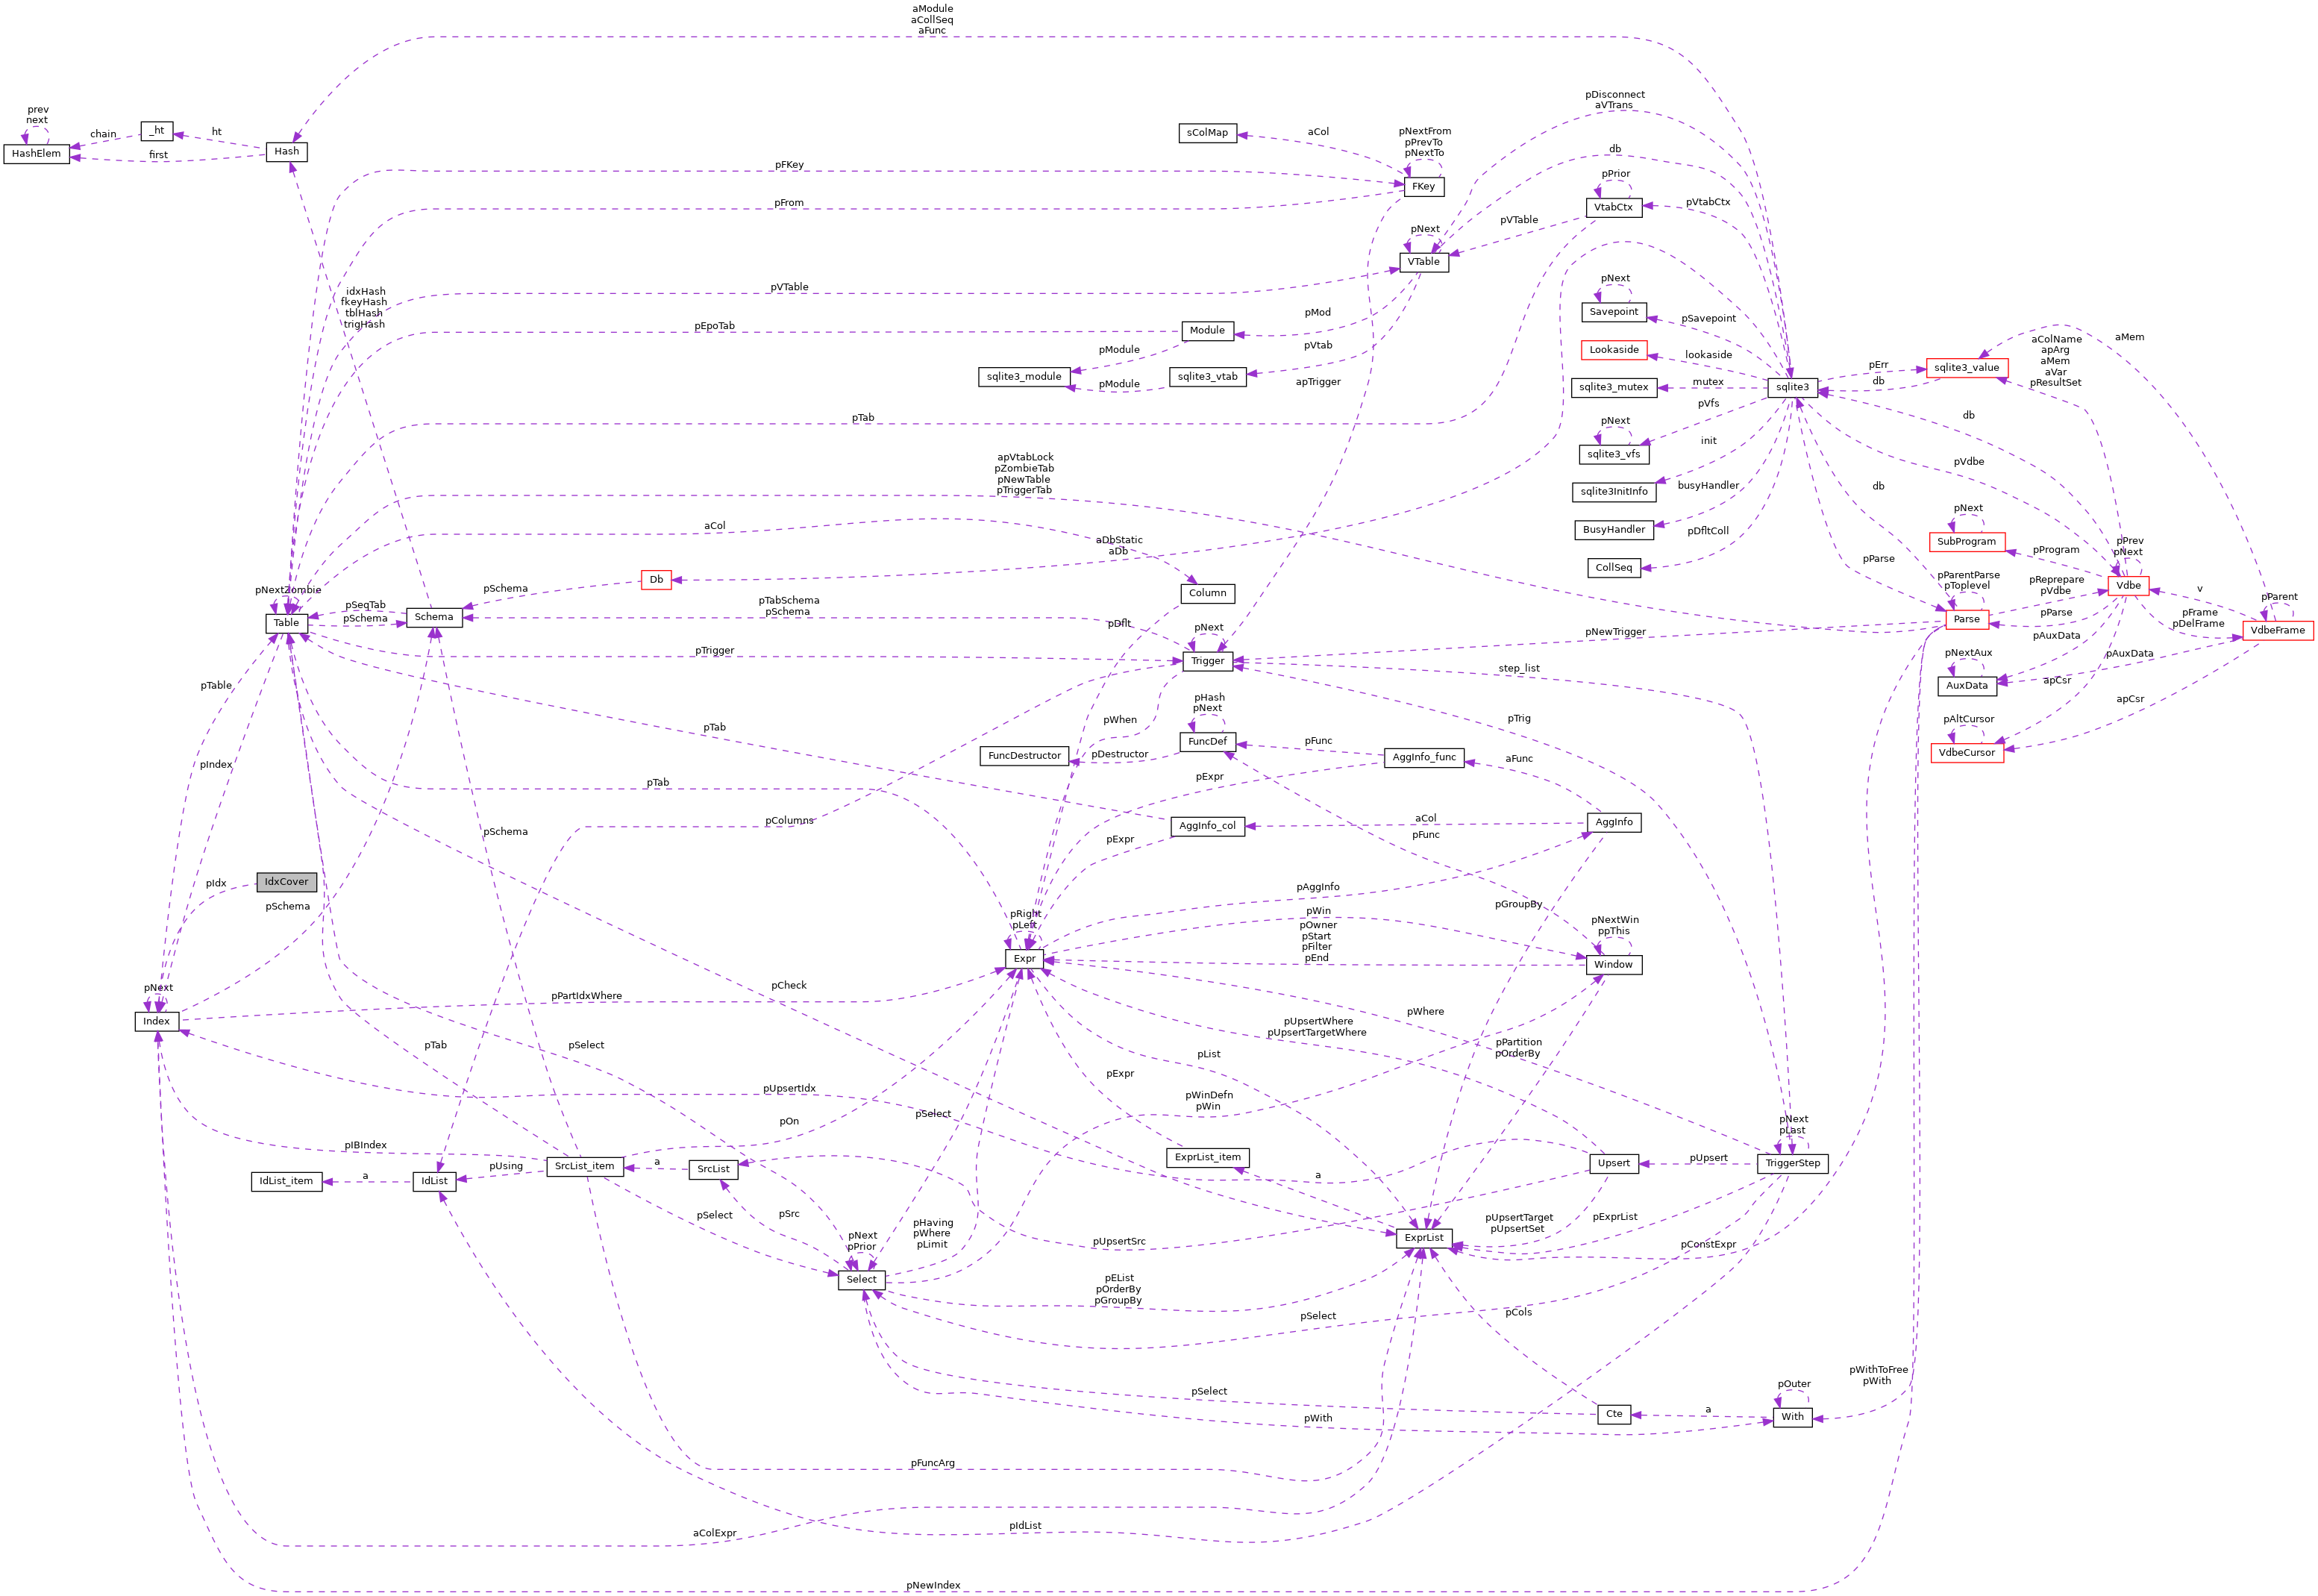 aModule
aCollSeq
aFunc
prev
next
HashElem
chain
_ht
ht
first
Hash
sColMap
aCol
pNextFrom
pPrevTo
pNextTo
FKey
pFKey
pFrom
pDisconnect
aVTrans
db
pPrior
VtabCtx
pVtabCtx
pVTable
pNext
VTable
pVTable
idxHash
fkeyHash
tblHash
trigHash
pEpoTab
Module
pMod
pVtab
pModule
sqlite3_module
pModule
sqlite3_vtab
apTrigger
pNext
Savepoint
pSavepoint
Lookaside
lookaside
sqlite3_mutex
mutex
sqlite3
pVfs
pNext
sqlite3_vfs
init
sqlite3InitInfo
busyHandler
BusyHandler
pDfltColl
CollSeq
pErr
db
sqlite3_value
aColName
apArg
aMem
aVar
pResultSet
aMem
db
pVdbe
db
pParse
pTab
apVtabLock
pZombieTab
pNewTable
pTriggerTab
aCol
aDbStatic
aDb
Column
pDflt
Db
pSchema
pNextZombie
Table
pSeqTab
pSchema
Schema
pTabSchema
pSchema
pNext
Trigger
pTrigger
pNewTrigger
step_list
pNext
SubProgram
pProgram
pPrev
pNext
Vdbe
pParentParse
pToplevel
Parse
pReprepare
pVdbe
pParse
pFrame
pDelFrame
v
pParent
VdbeFrame
pAuxData
pAuxData
pNextAux
AuxData
apCsr
apCsr
pAltCursor
VdbeCursor
pTable
pIndex
pTab
pTab
pWhen
pHash
pNext
FuncDef
FuncDestructor
pDestructor
pFunc
AggInfo_func
aFunc
pExpr
pTrig
pColumns
AggInfo_col
pExpr
aCol
AggInfo
pFunc
pSchema
IdxCover
pIdx
pSchema
pAggInfo
pGroupBy
pRight
pLeft
Expr
pWin
pOwner
pStart
pFilter
pEnd
pNextWin
ppThis
Window
pNext
Index
pPartIdxWhere
pCheck
pWhere
pUpsertWhere
pUpsertTargetWhere
pPartition
pOrderBy
pTab
pSelect
pList
pExpr
pUpsertIdx
pSelect
pWinDefn
pWin
pOn
pIBIndex
IdList_item
a
IdList
pUsing
SrcList_item
a
SrcList
ExprList_item
a
Upsert
pUpsert
pNext
pLast
TriggerStep
pSelect
pSrc
pNext
pPrior
Select
pHaving
pWhere
pLimit
pUpsertSrc
pUpsertTarget
pUpsertSet
pExprList
pConstExpr
ExprList
pEList
pOrderBy
pGroupBy
pSelect
pCols
pSelect
pWith
Cte
a
pOuter
With
pWithToFree
pWith
pFuncArg
aColExpr
pIdList
pNewIndex